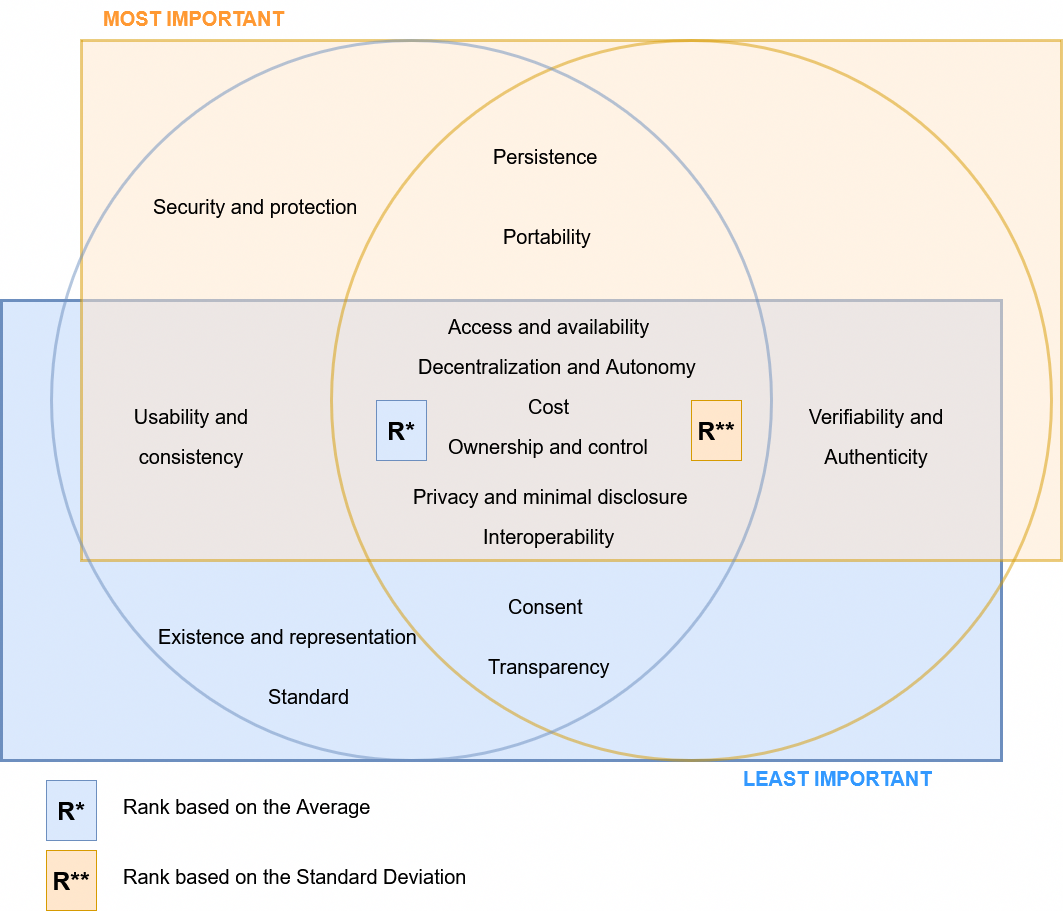 MOST IMPORTANT
Persistence
Security and protection
Portability
Access and availability
Decentralization and Autonomy
Cost
Usability and
consistency
R*
R**
Verifiability and
Authenticity
Ownership and control
Privacy and minimal disclosure
Interoperability
Consent
Existence and representation
Transparency
Standard
LEAST IMPORTANT
R*
Rank based on the Average
R**
Rank based on the Standard Deviation